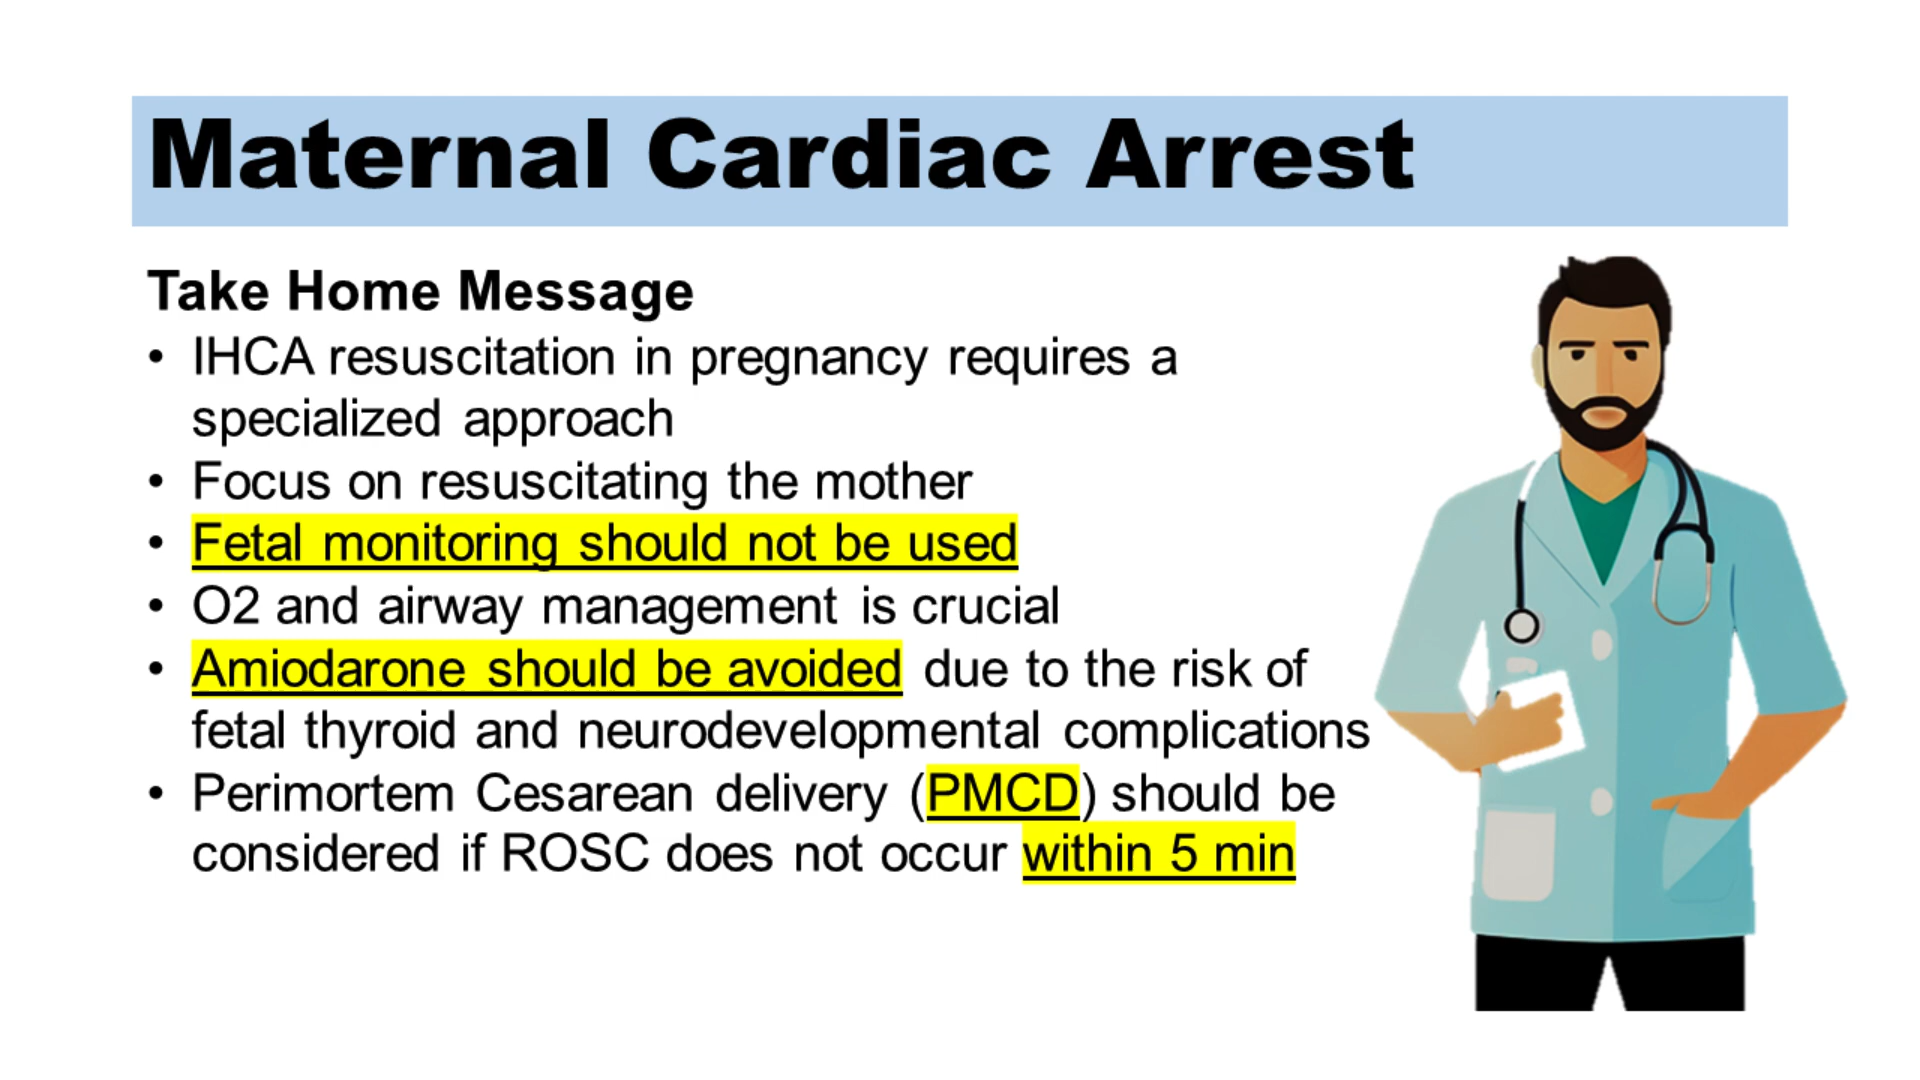 Maternal Cardiac Arrest
Take Home Message
• IHCA resuscitation in pregnancy requires a
specialized approach
• Focus on resuscitating the mother
• Fetal monitoring should not be used
• O2 and airway management is crucial
• Amiodarone should be avoided due to the risk of
fetal thyroid and neurodevelopmental complications
• Perimortem Cesarean delivery (PMCD) should be
considered if ROSC does not occur within 5 min